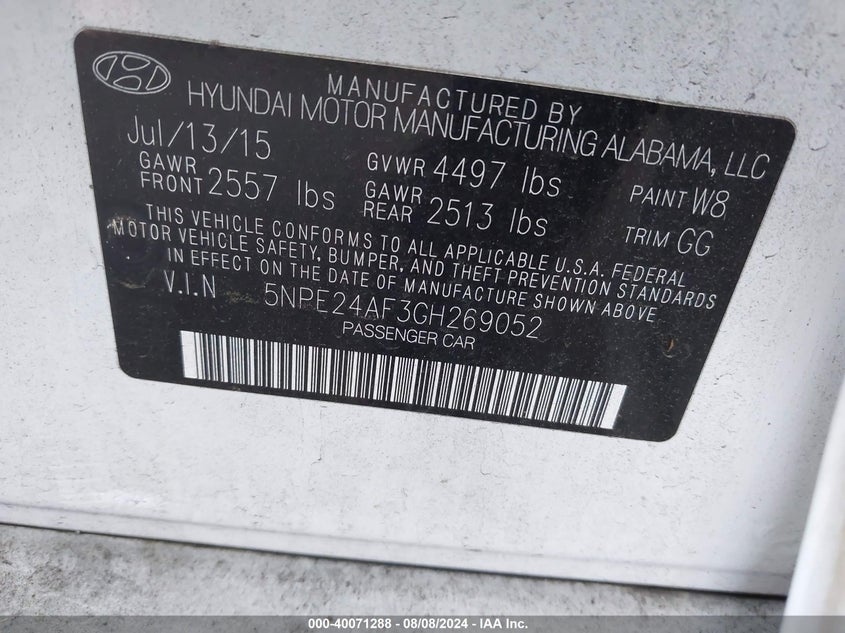 MANUFACTURED BY
HYUNDAI MOTOR MANUFACTURING ALABAMA, LLC
Jul/13/15
GAWR FRONT 2557 lbs
GVWR 4497 lbs
GAWR REAR 2513 lbs
PAINT W8
TRIM GG
THIS VEHICLE CONFORMS TO ALL APPLICABLE U.S.A. FEDERAL
MOTOR VEHICLE SAFETY, BUMPER, AND THEFT PREVENTION STANDARDS
IN EFFECT ON THE DATE OF MANUFACTURE SHOWN ABOVE
V.I.N 5NPE24AF3GH269052
PASSENGER CAR
000-40071288 - 08/08/2024 - IAA Inc.